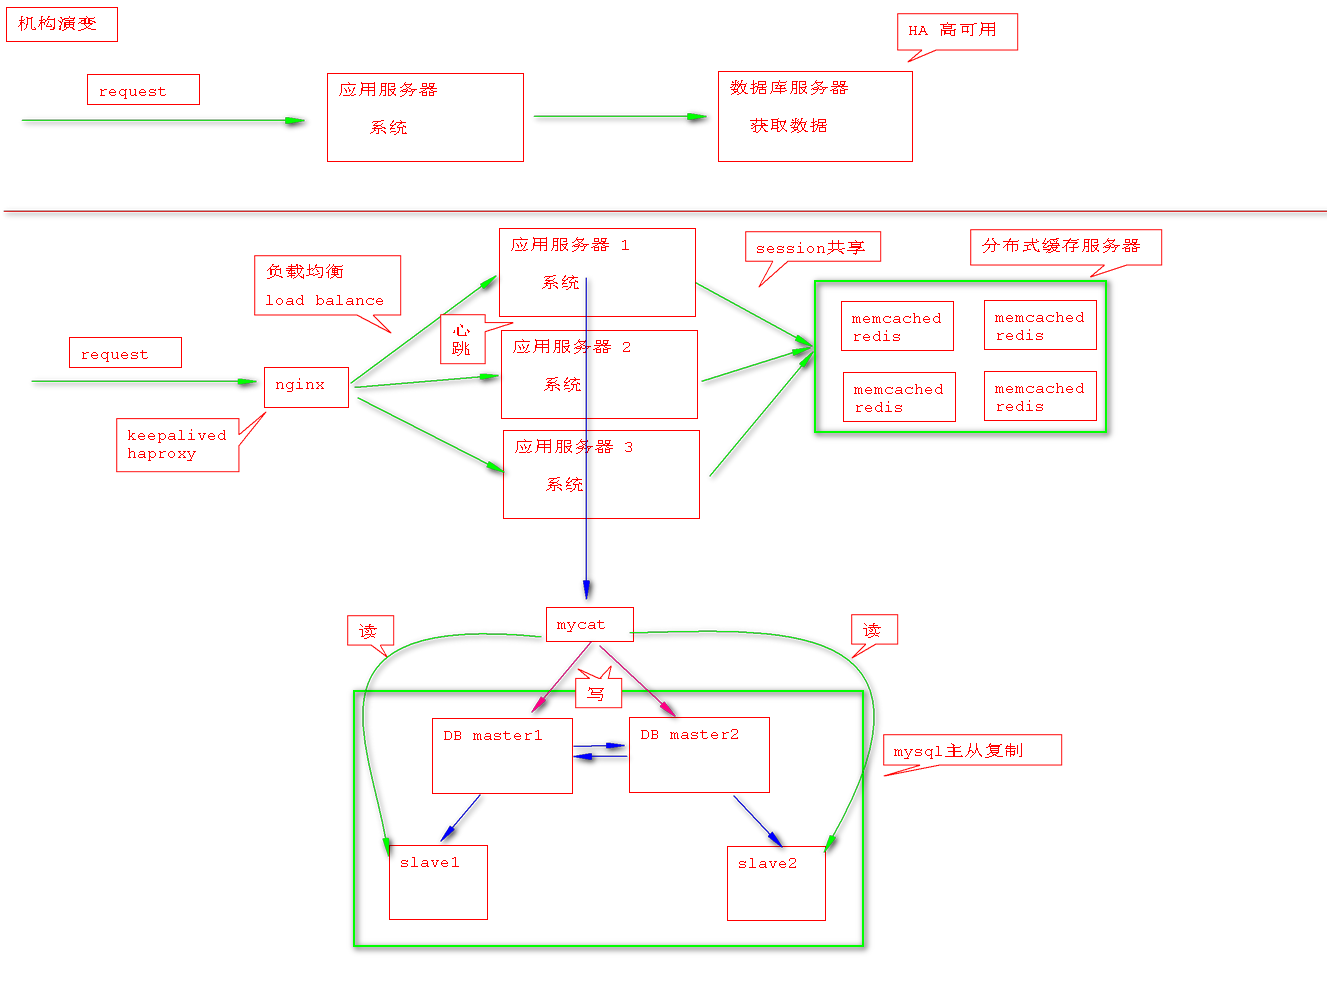 机构演变
HA 高可用
request
应用服务器
系统
数据库服务器
获取数据
负载均衡
load balance
应用服务器 1
系统
session共享
分布式缓存服务器
心
跳
应用服务器 2
系统
memcached
redis
memcached
redis
memcached
redis
memcached
redis
request
nginx
keepalived
haproxy
应用服务器 3
系统
读
mycat
读
写
DB master1
DB master2
mysql主从复制
slave1
slave2